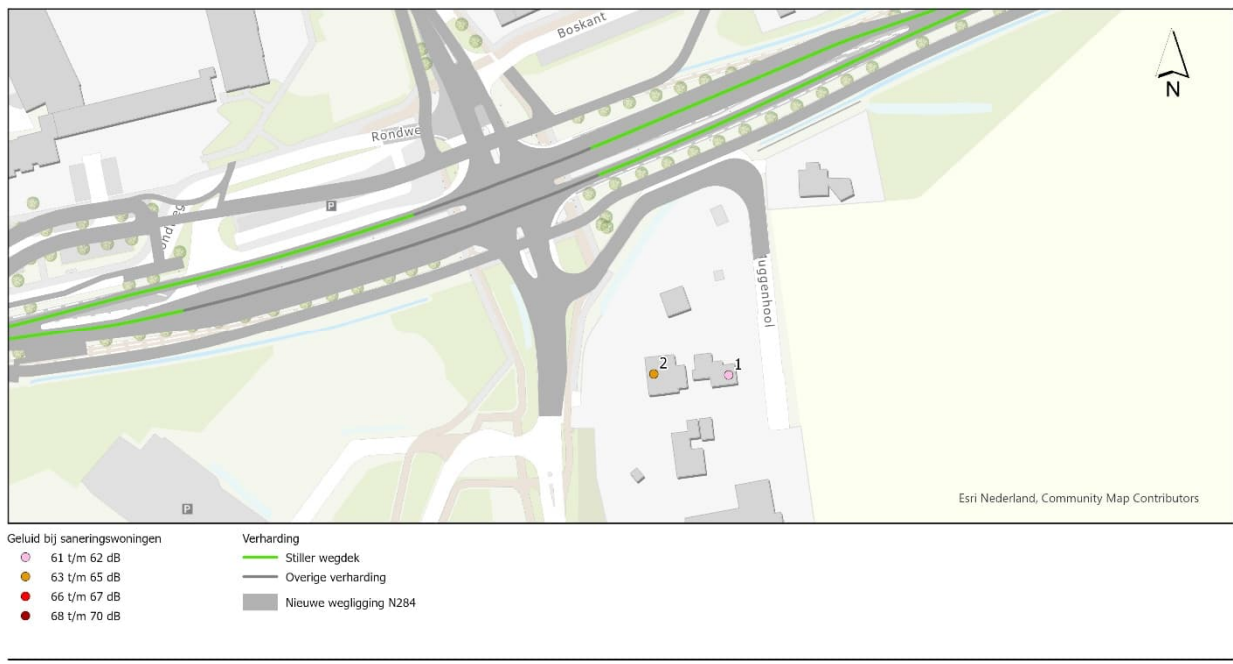 Boskant
N
Rondwe
P
2
1
P
Esri Nederland, Community Map Contributors
Geluid bij saneringswoningen
61 t/m 62 dB
63 t/m 65 dB
66 t/m 67 dB
68 t/m 70 dB
Verharding
Stiller wegdek
Overige verharding
Nieuwe wegligging N284